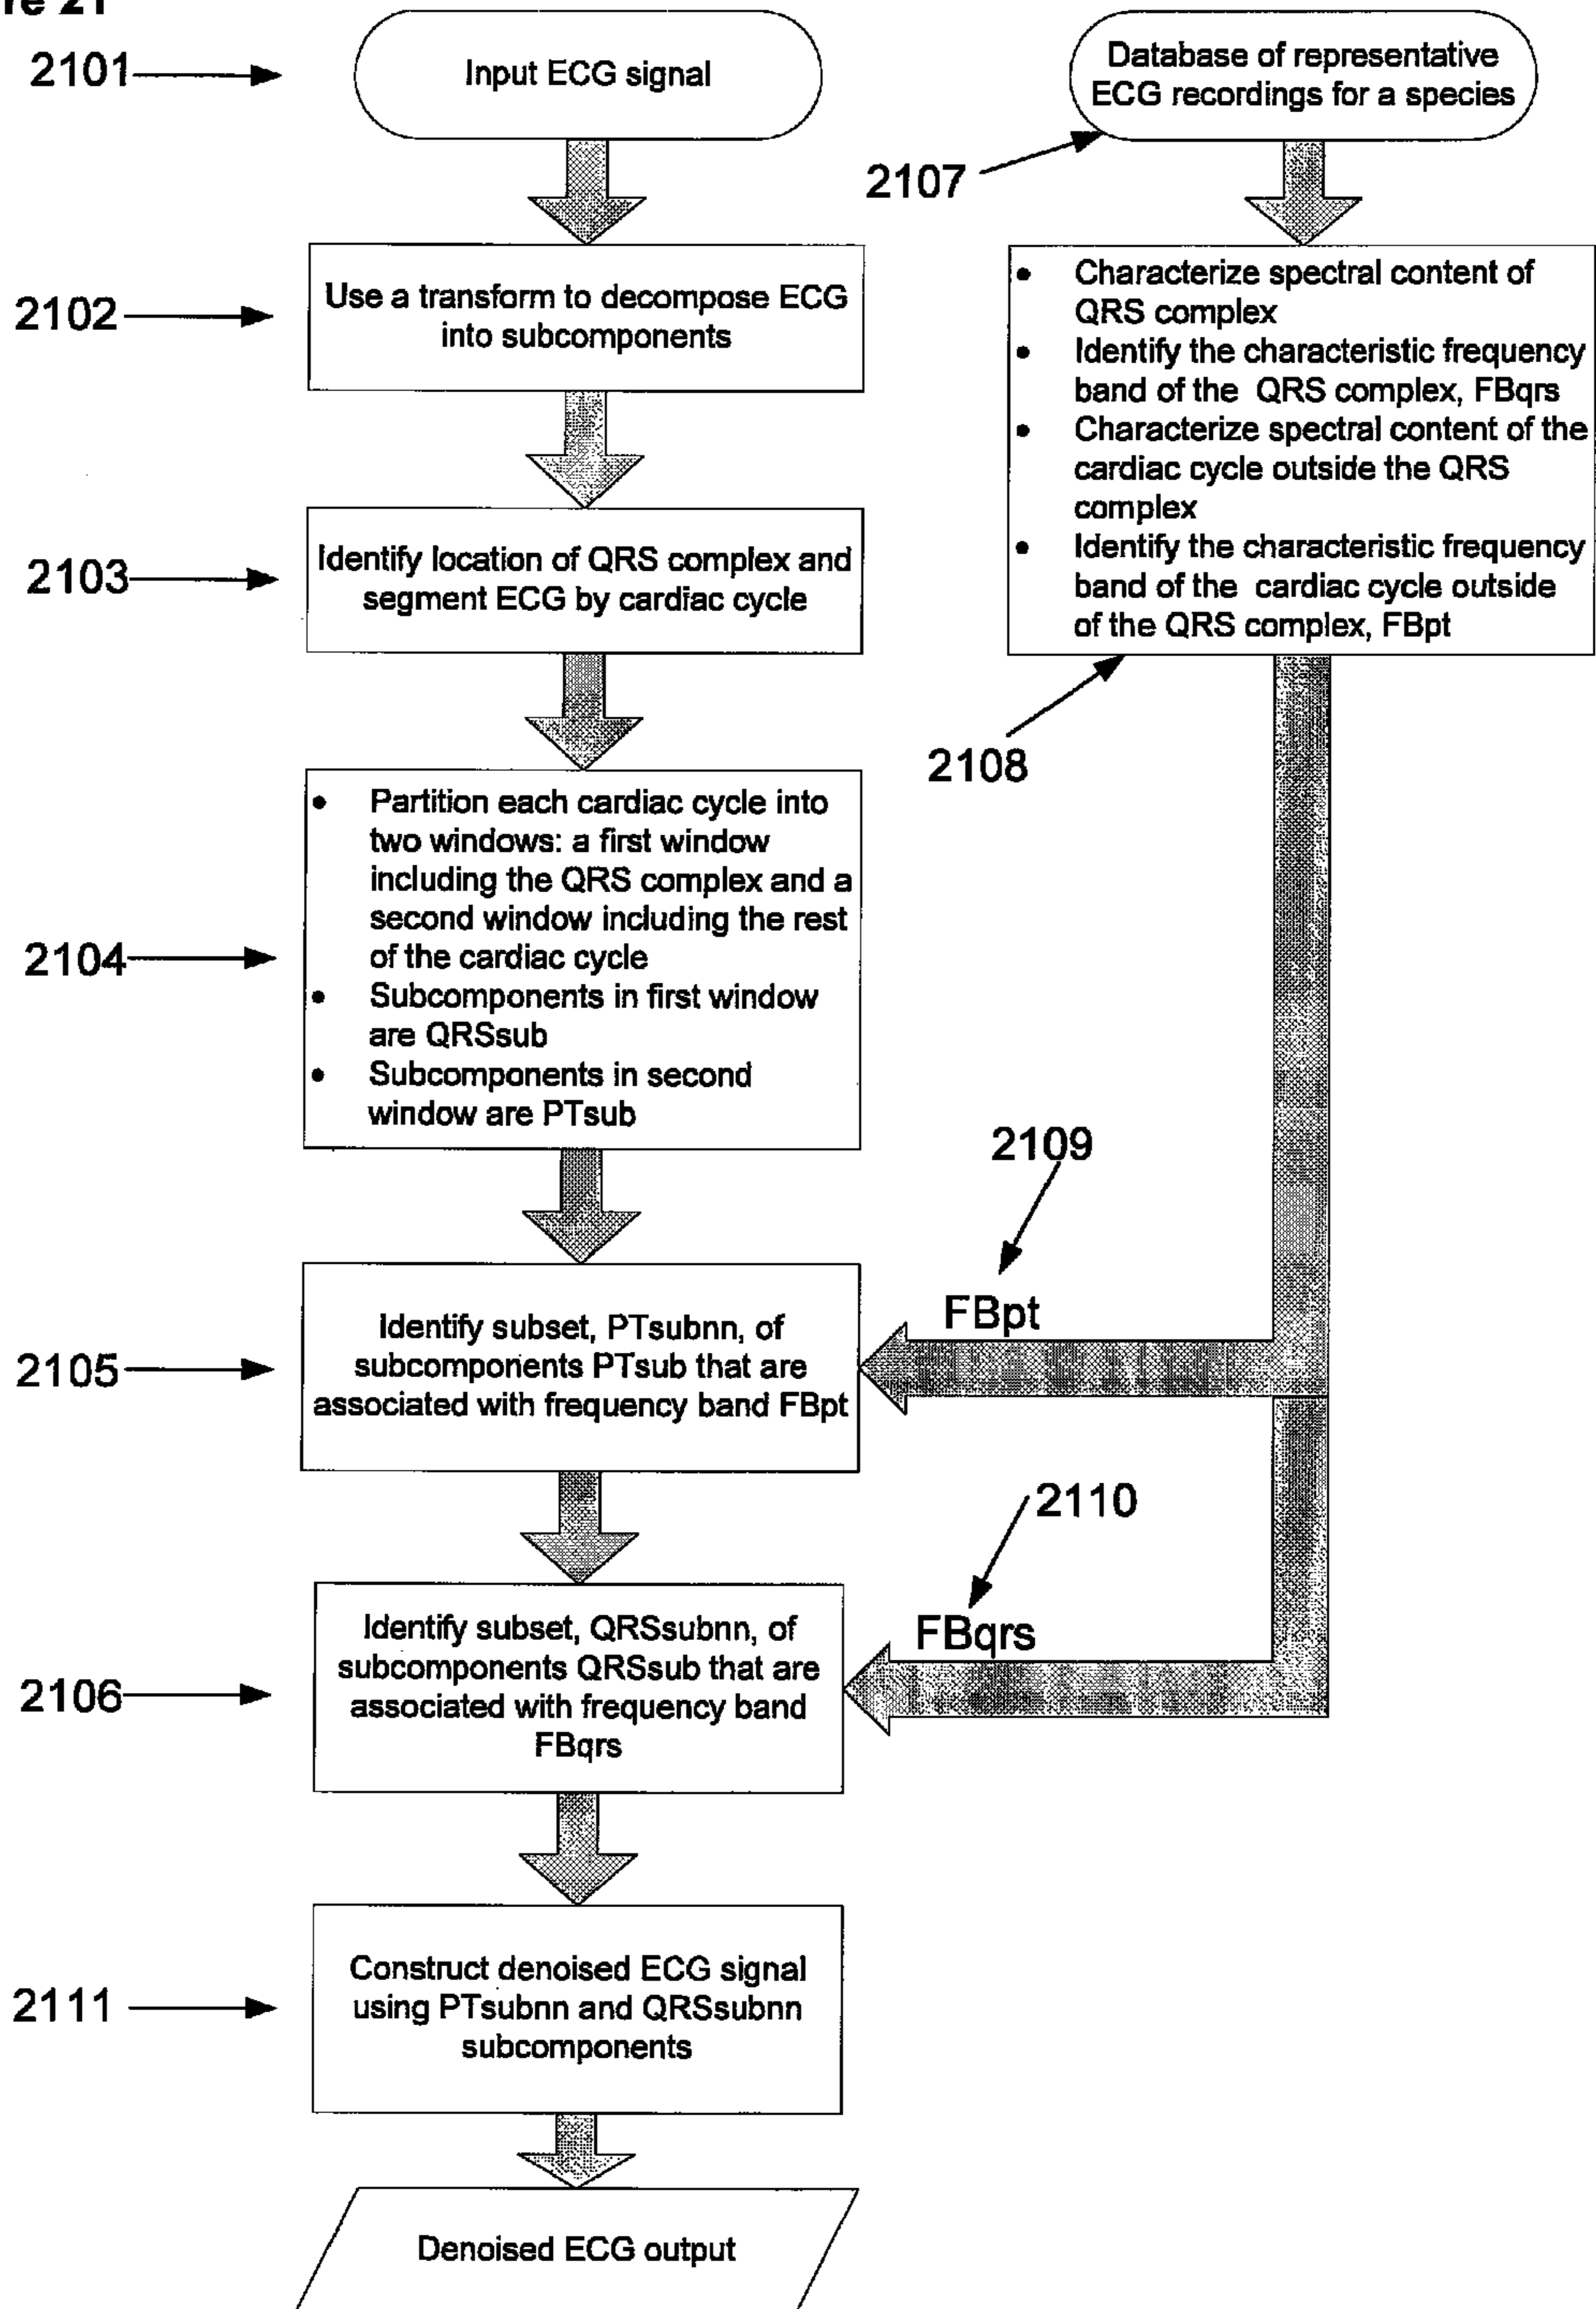 re 21
2101
Input ECG signal
Database of representative
ECG recordings for a species
2107
2102
Use a transform to decompose ECG
into subcomponents
• Characterize spectral content of
QRS complex
• Identify the characteristic frequency
band of the QRS complex, FBqrs
• Characterize spectral content of the
cardiac cycle outside the QRS
complex
• Identify the characteristic frequency
band of the cardiac cycle outside
of the QRS complex, FBpt
2103
Identify location of QRS complex and
segment ECG by cardiac cycle
2108
2104
• Partition each cardiac cycle into
two windows: a first window
including the QRS complex and a
second window including the rest
of the cardiac cycle
• Subcomponents in first window
are QRSsub
• Subcomponents in second
window are PTsub
2109
FBpt
2105
Identify subset, PTsubnn, of
subcomponents PTsub that are
associated with frequency band FBpt
2110
FBqrs
2106
Identify subset, QRSsubnn, of
subcomponents QRSsub that are
associated with frequency band
FBqrs
2111
Construct denoised ECG signal
using PTsubnn and QRSsubnn
subcomponents
Denoised ECG output